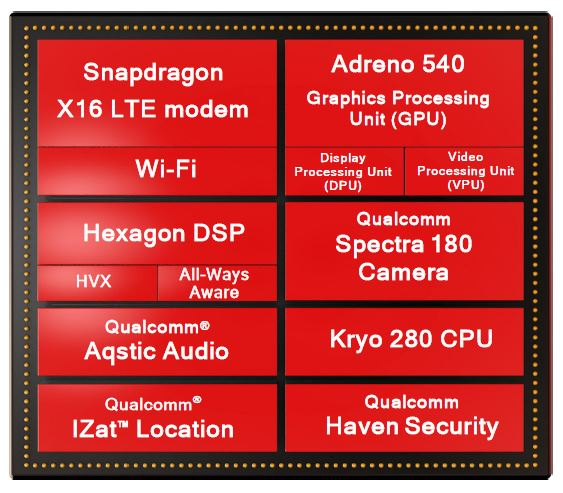 Snapdragon
X16 LTE modem
Wi-Fi
Adreno 540
Graphics Processing
Unit (GPU)
Display
Processing Unit
(DPU)
Video
Processing Unit
(VPU)
Hexagon DSP
HVX
All-Ways
Aware
Qualcomm
Spectra 180
Camera
Qualcomm®
Aqstic Audio
Kryo 280 CPU
Qualcomm®
IZat™ Location
Qualcomm
Haven Security